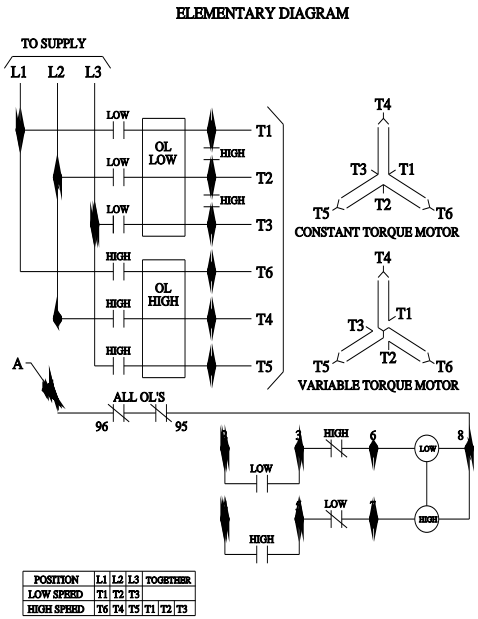 ELEMENTARY DIAGRAM
TO SUPPLY
L1 L2 L3
LOW
T1
OL
LOW
HIGH
LOW
T2
HIGH
LOW
T3
HIGH
T6
OL
HIGH
HIGH
T4
HIGH
T5
T4
T3 T1
T5 T2 T6
CONSTANT TORQUE MOTOR
T4
T1
T3
T5 T2 T6
VARIABLE TORQUE MOTOR
A
ALL OL'S
96 95
3 HIGH 6 LOW 8
LOW
LOW
HIGH
HIGH
POSITION L1 L2 L3 TOGETHER
LOW SPEED T1 T2 T3
HIGH SPEED T6 T4 T5 T1 T2 T3